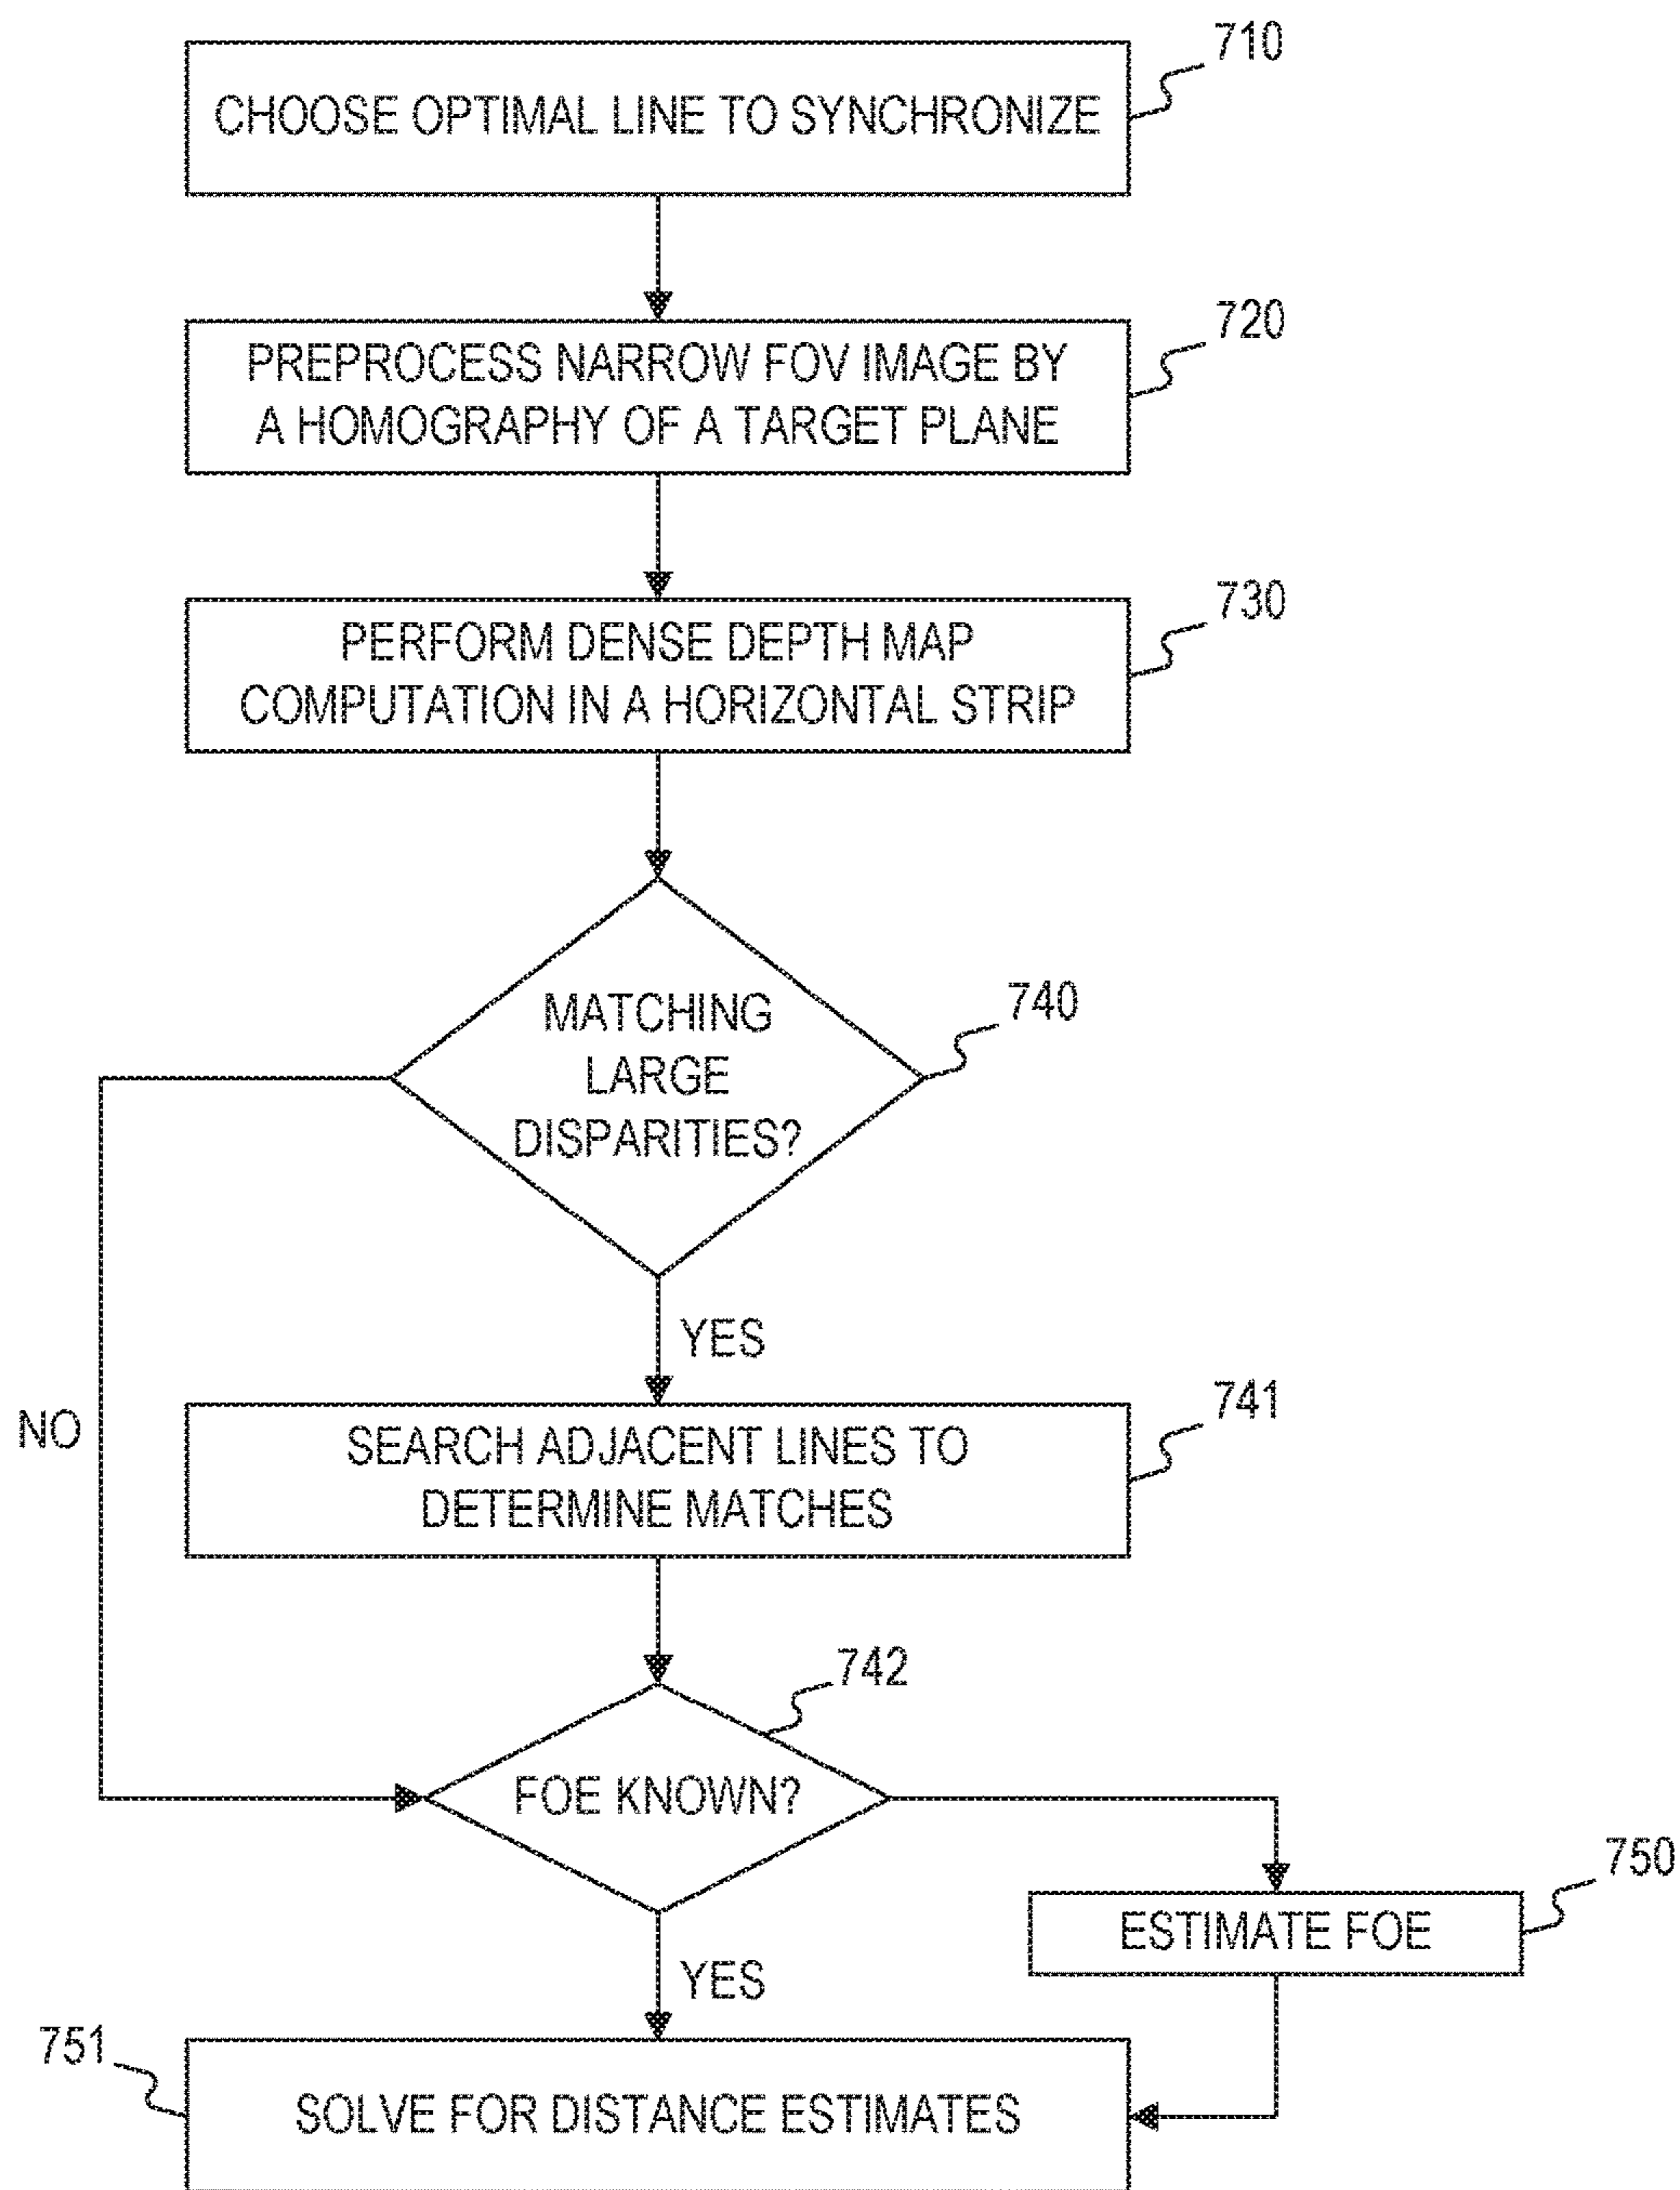 710
CHOOSE OPTIMAL LINE TO SYNCHRONIZE
720
PREPROCESS NARROW FOV IMAGE BY
A HOMOGRAPHY OF A TARGET PLANE
730
PERFORM DENSE DEPTH MAP
COMPUTATION IN A HORIZONTAL STRIP
740
MATCHING
LARGE
DISPARITIES?
YES
NO
741
SEARCH ADJACENT LINES TO
DETERMINE MATCHES
742
FOE KNOWN?
750
ESTIMATE FOE
YES
751
SOLVE FOR DISTANCE ESTIMATES